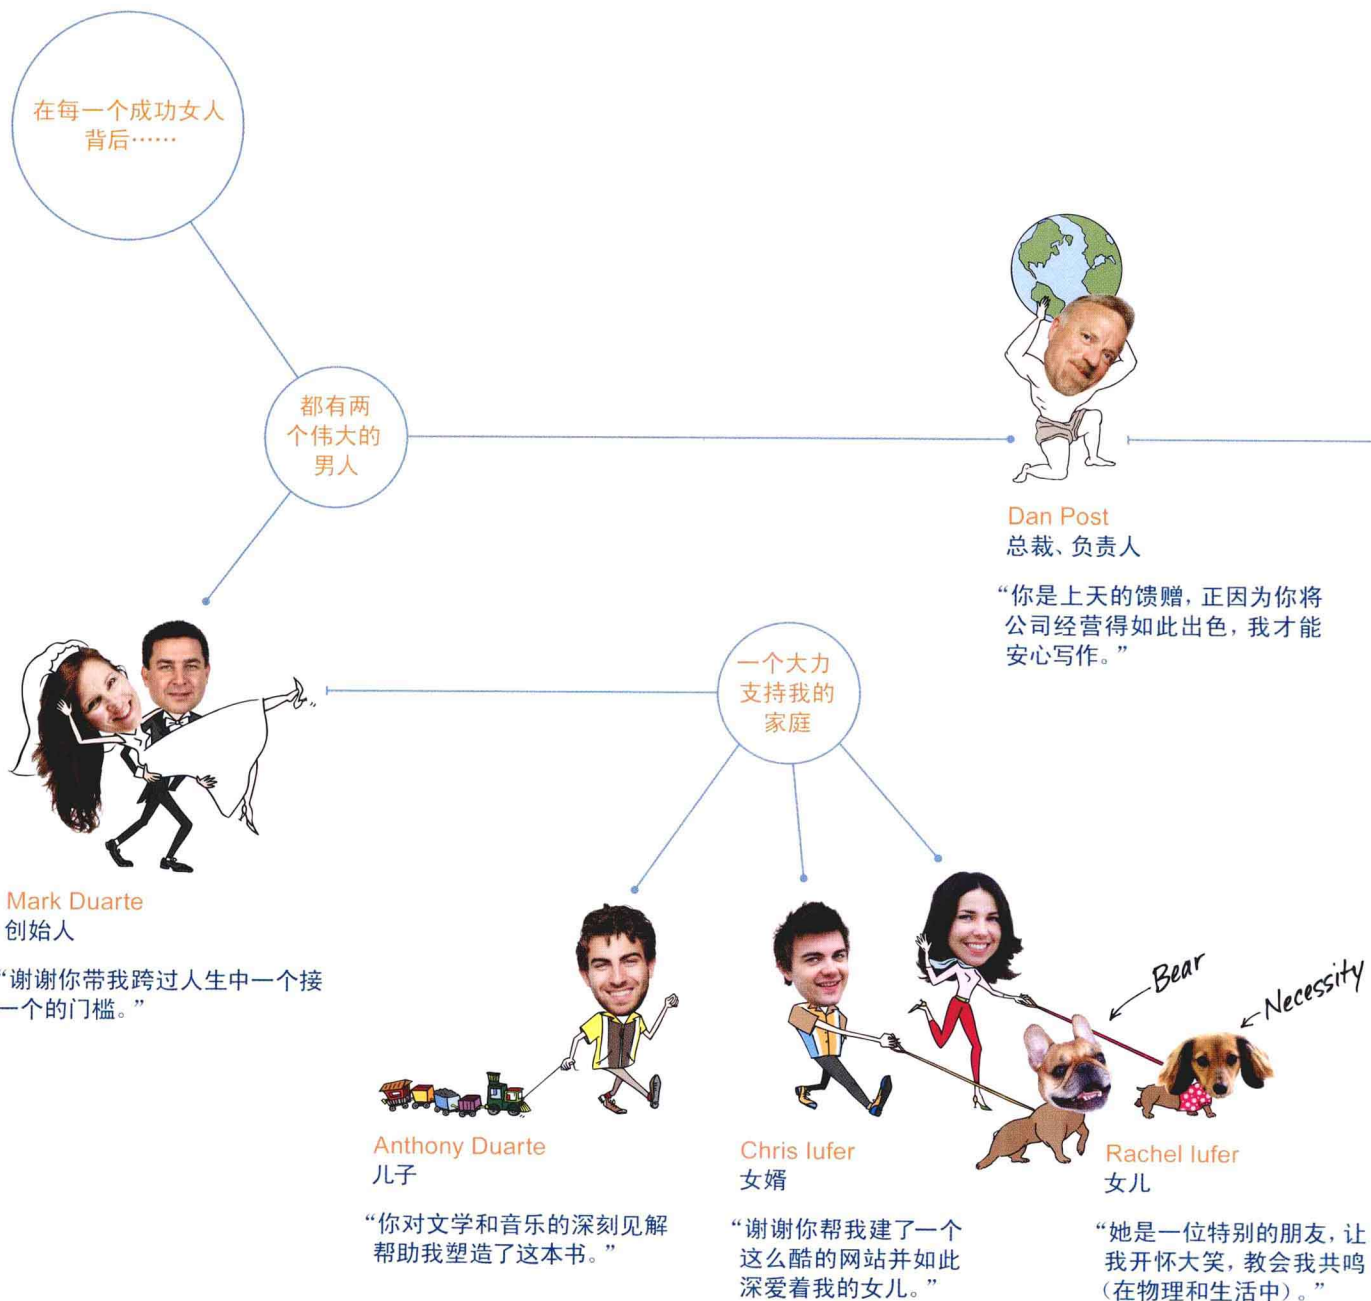 在每一个成功女人
背后……
都有两
个伟大的
男人
Dan Post
总裁、负责人
“你是上天的馈赠，正因为你将
公司经营得如此出色，我才能
安心写作。”
Mark Duarte
创始人
“谢谢你带我跨过人生中一个接
一个的门槛。”
一个大力
支持我的
家庭
Anthony Duarte
儿子
“你对文学和音乐的深刻见解
帮助我塑造了这本书。”
Chris Iufer
女婿
“谢谢你帮我建了一个
这么酷的网站并如此
深爱着我的女儿。”
Bear
Necessity
Rachel Iufer
女儿
“她是一位特别的朋友，让
我开怀大笑，教会我共鸣
（在物理和生活中）。”